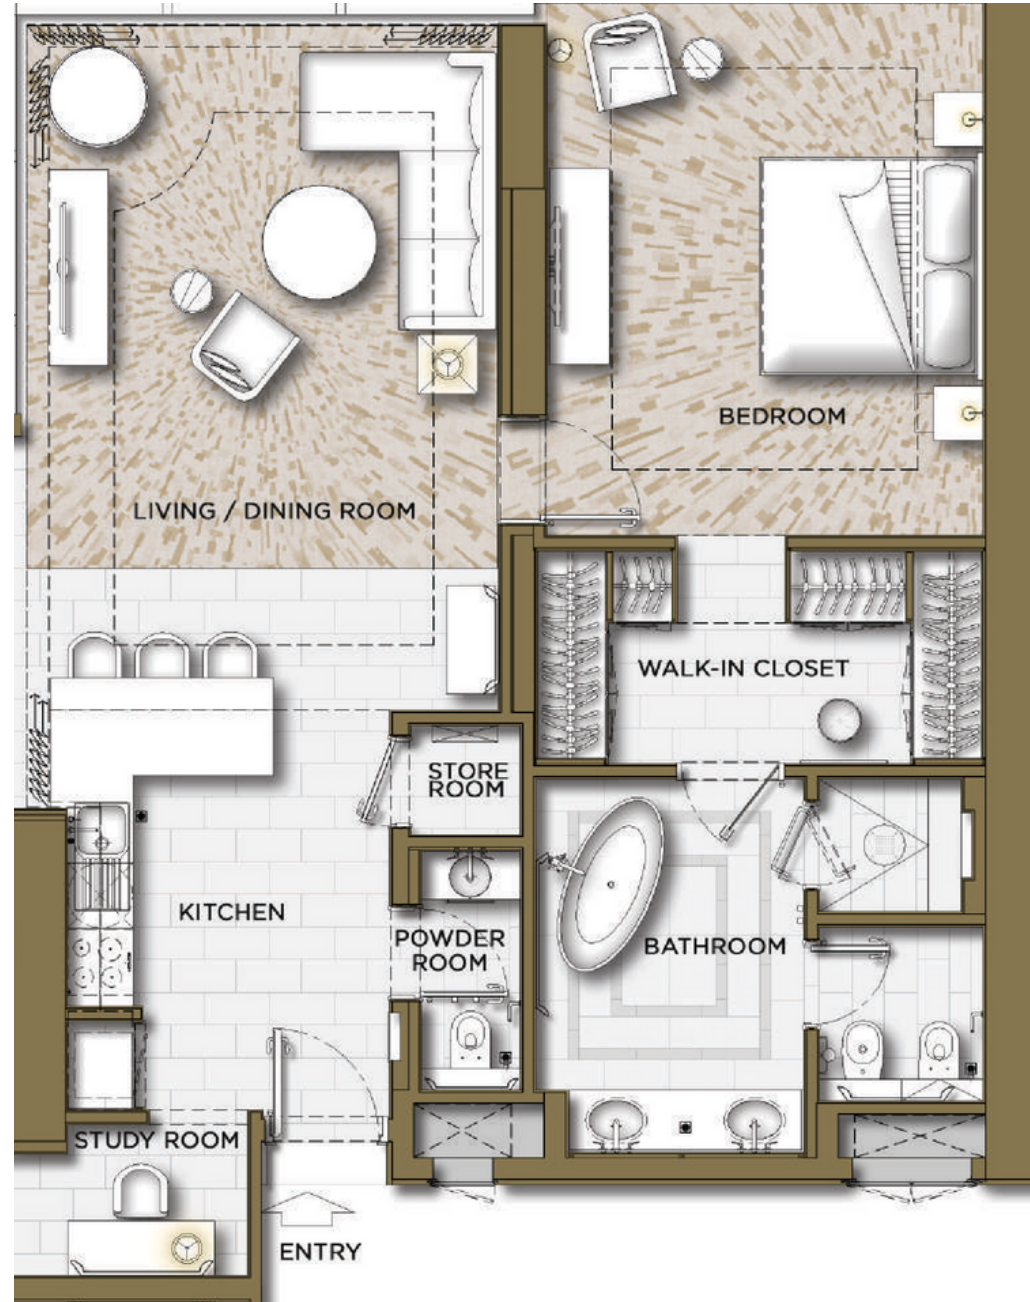 BEDROOM
LIVING / DINING ROOM
WALK-IN CLOSET
STORE
ROOM
KITCHEN
POWDER
ROOM
BATHROOM
STUDY ROOM
ENTRY